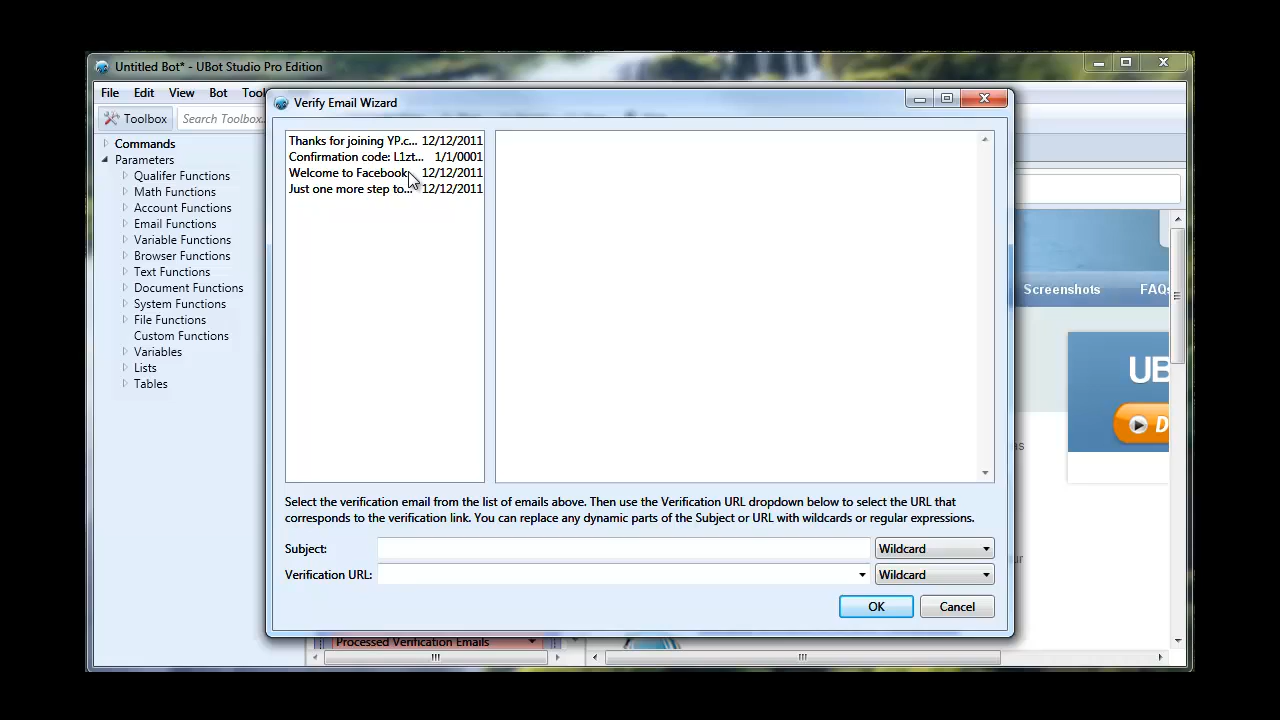 Untitled Bot* - UBot Studio Pro Edition
File Edit View Bot
Toolbox
Search Toolbox...
Commands
Parameters
Qualifer Functions
Math Functions
Account Functions
Email Functions
Variable Functions
Browser Functions
Text Functions
Document Functions
System Functions
File Functions
Custom Functions
Variables
Lists
Tables
Verify Email Wizard
Thanks for joining YP.c... 12/12/2011
Confirmation code: L1zt... 1/1/0001
Welcome to Facebook 12/12/2011
Just one more step to... 12/12/2011
Select the verification email from the list of emails above. Then use the Verification URL dropdown below to select the URL that
corresponds to the verification link. You can replace any dynamic parts of the Subject or URL with wildcards or regular expressions.
Subject: Wildcard
Verification URL: Wildcard
OK Cancel
Processed Verification Emails
Screenshots FAQs
UB
D